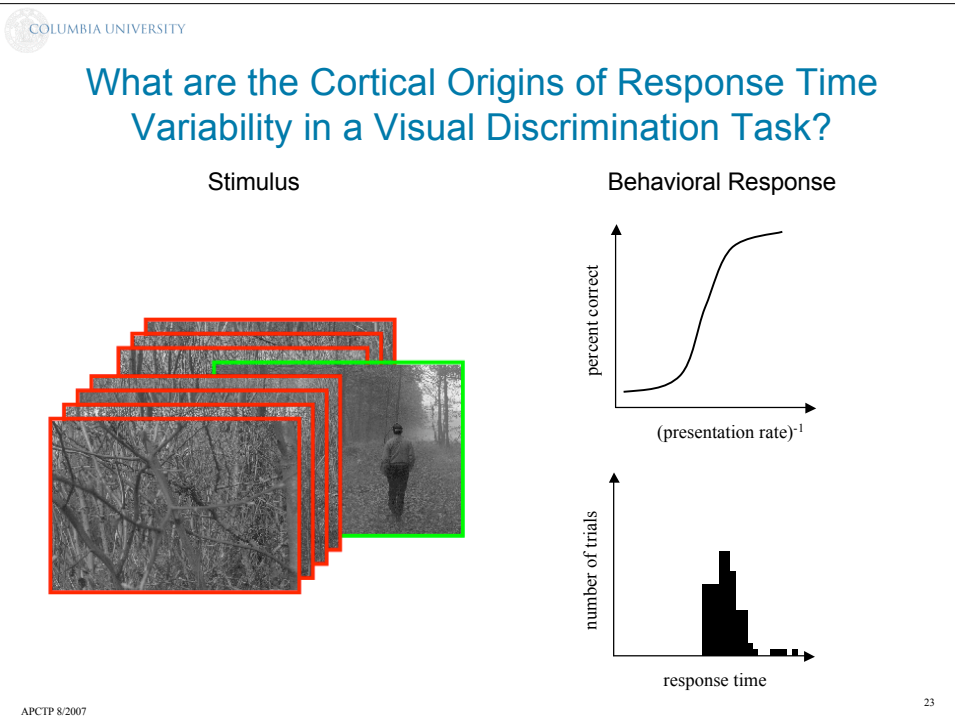 COLUMBIA UNIVERSITY
What are the Cortical Origins of Response Time
Variability in a Visual Discrimination Task?
Stimulus
Behavioral Response
percent correct
(presentation rate)⁻¹
number of trials
response time
APCTP 8/2007
23